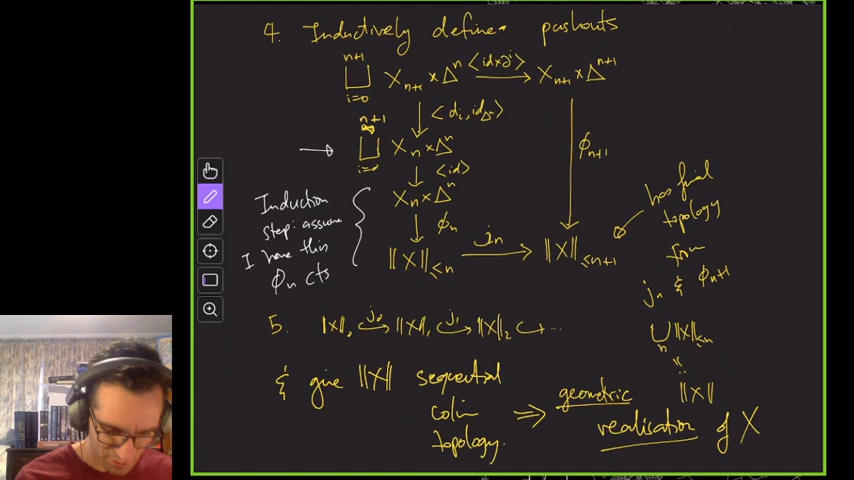 4. Inductively define pushouts
n+1 ⨆ i=0 X_{n+1} × Δ^n ⟶ <id×∂^i> X_{n+1} × Δ^{n+1}
<d_i, id_{Δ^n}>
n+1 ⨆ i=0 X_n × Δ^n
<id>
X_n × Δ^n
ϕ_n
‖X‖_{≤n} ⟶ j_n ‖X‖_{≤n+1}
ϕ_{n+1}
Induction
step: assume
I have this
ϕ_n cts
has final
topology
from
j_n & ϕ_{n+1}
5. ‖X‖_0 ↪ j_0 ‖X‖_1 ↪ j_1 ‖X‖_2 ↪ ...
⋃_n ‖X‖_{≤n}
=
‖X‖
& give ‖X‖ sequential
colim
topology.
⇒ geometric
realisation of X